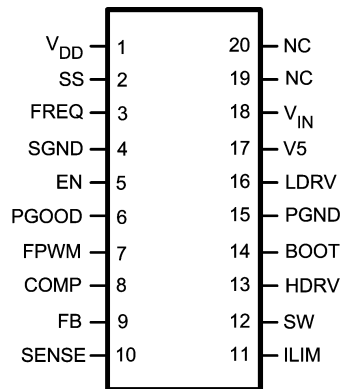 VDD 1 20 NC
SS 2 19 NC
FREQ 3 18 VIN
SGND 4 17 V5
EN 5 16 LDRV
PGOOD 6 15 PGND
FPWM 7 14 BOOT
COMP 8 13 HDRV
FB 9 12 SW
SENSE 10 11 ILIM